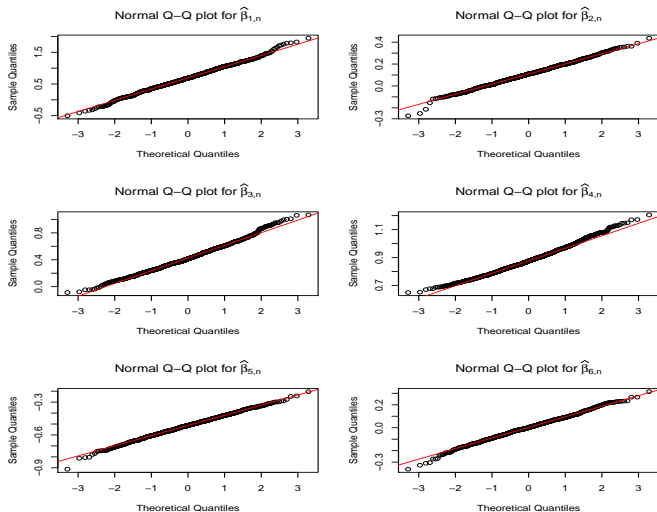 Normal Q−Q plot for β̂1,n
Sample Quantiles
−0.5 0.5 1.5
−3 −2 −1 0 1 2 3
Theoretical Quantiles
Normal Q−Q plot for β̂2,n
Sample Quantiles
−0.3 0.0 0.2 0.4
−3 −2 −1 0 1 2 3
Theoretical Quantiles
Normal Q−Q plot for β̂3,n
Sample Quantiles
0.0 0.4 0.8
−3 −2 −1 0 1 2 3
Theoretical Quantiles
Normal Q−Q plot for β̂4,n
Sample Quantiles
0.7 0.9 1.1
−3 −2 −1 0 1 2 3
Theoretical Quantiles
Normal Q−Q plot for β̂5,n
Sample Quantiles
−0.9 −0.6 −0.3
−3 −2 −1 0 1 2 3
Theoretical Quantiles
Normal Q−Q plot for β̂6,n
Sample Quantiles
−0.3 0.0 0.2
−3 −2 −1 0 1 2 3
Theoretical Quantiles